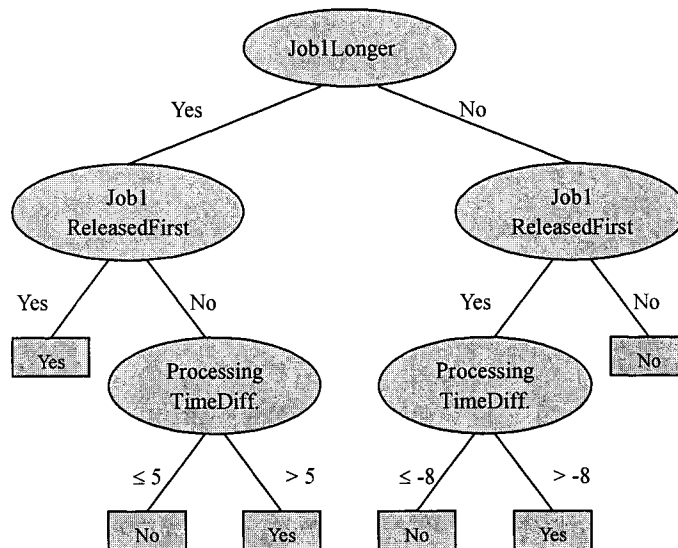 Job1Longer
Yes
No
Job1
ReleasedFirst
Job1
ReleasedFirst
Yes
No
Yes
No
Yes
Processing
TimeDiff.
Processing
TimeDiff.
No
≤ 5
> 5
≤ -8
> -8
No
Yes
No
Yes